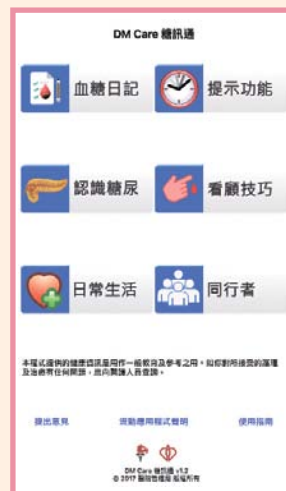 DM Care 糖訊通
血糖日記 提示功能
認識糖尿 看顧技巧
日常生活 同行者
本程式提供的健康資訊是用作一般教育及參考之用。如你對所接受的護理
及治療有任何問題,應向醫護人員查詢。
提出意見 流動應用程式聲明 使用指南
DM Care 糖訊通 v1.2
© 2017 醫院管理局 版權所有